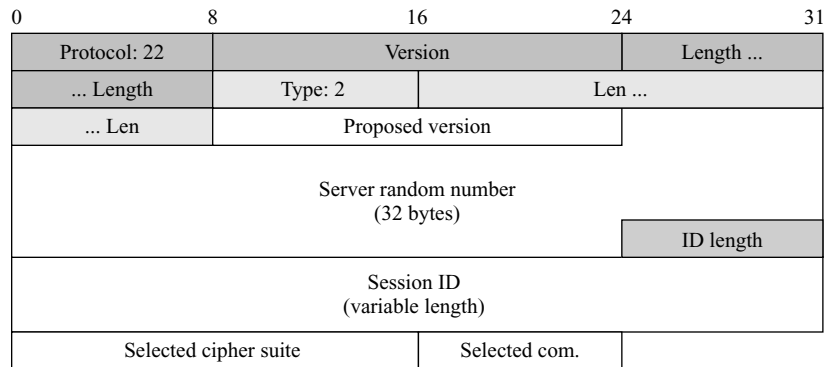 0 8 16 24 31
Protocol: 22 Version Length ...
... Length Type: 2 Len ...
... Len Proposed version
Server random number
(32 bytes)
ID length
Session ID
(variable length)
Selected cipher suite Selected com.